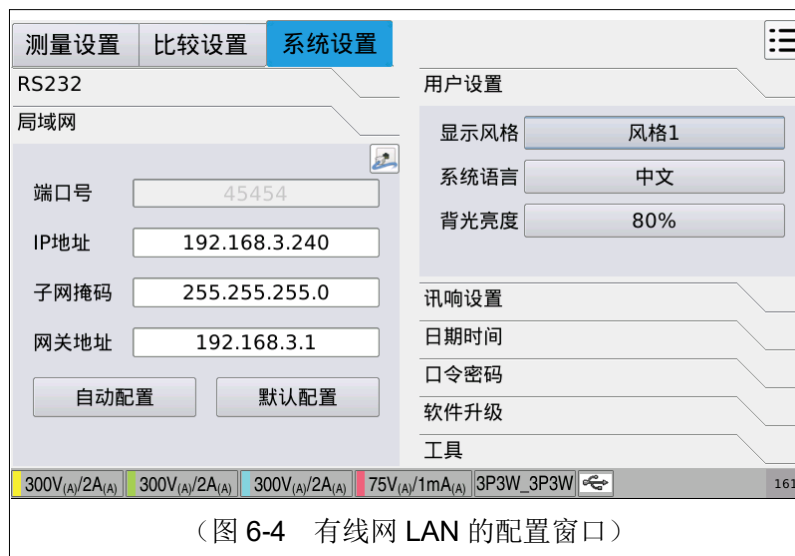 测量设置 比较设置 系统设置
RS232
局域网
端口号 45454
IP地址 192.168.3.240
子网掩码 255.255.255.0
网关地址 192.168.3.1
自动配置 默认配置
用户设置
显示风格 风格1
系统语言 中文
背光亮度 80%
讯响设置
日期时间
口令密码
软件升级
工具
300V(A)/2A(A) 300V(A)/2A(A) 300V(A)/2A(A) 75V(A)/1mA(A) 3P3W_3P3W 161
(图 6-4 有线网 LAN 的配置窗口)